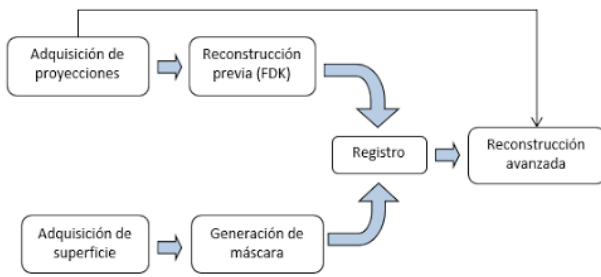 Adquisición de
proyecciones
Reconstrucción
previa (FDK)
Registro
Reconstrucción
avanzada
Adquisición de
superficie
Generación de
máscara